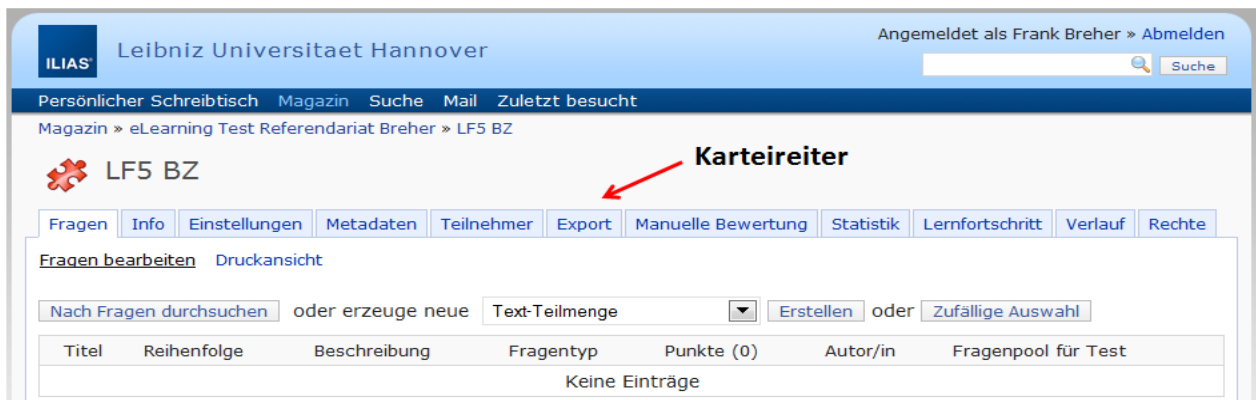 Angemeldet als Frank Breher » Abmelden
ILIAS® Leibniz Universitaet Hannover
Suche
Persönlicher Schreibtisch Magazin Suche Mail Zuletzt besucht
Magazin » eLearning Test Referendariat Breher » LF5 BZ
Karteireiter
LF5 BZ
Fragen Info Einstellungen Metadaten Teilnehmer Export Manuelle Bewertung Statistik Lernfortschritt Verlauf Rechte
Fragen bearbeiten Druckansicht
Nach Fragen durchsuchen oder erzeuge neue Text-Teilmenge Erstellen oder Zufällige Auswahl
Titel Reihenfolge Beschreibung Fragentyp Punkte (0) Autor/in Fragenpool für Test
Keine Einträge